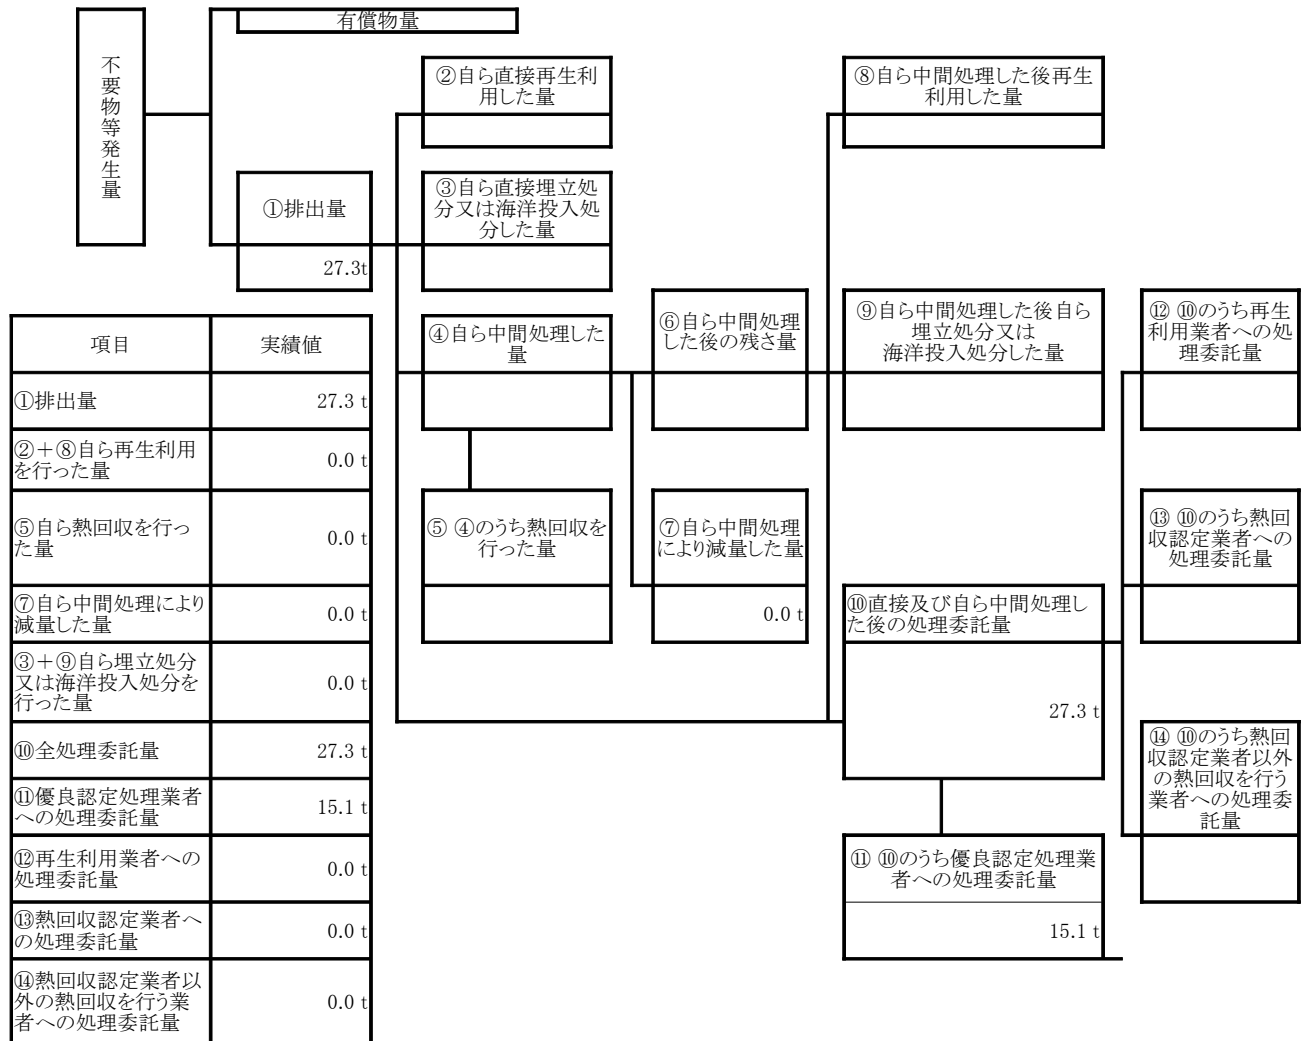 有償物量
不
要
物
等
発
生
量
②自ら直接再生利
用した量
⑧自ら中間処理した後再生
利用した量
①排出量
27.3t
③自ら直接埋立処
分又は海洋投入処
分した量
④自ら中間処理した
量
⑥自ら中間処理
した後の残さ量
⑨自ら中間処理した後自ら
埋立処分又は
海洋投入処分した量
⑫ ⑩のうち再生
利用業者への処
理委託量
⑤ ④のうち熱回収を
行った量
⑦自ら中間処理
により減量した量
0.0 t
⑬ ⑩のうち熱回
収認定業者への
処理委託量
⑩直接及び自ら中間処理し
た後の処理委託量
27.3 t
⑭ ⑩のうち熱回
収認定業者以外
の熱回収を行う
業者への処理委
託量
⑪ ⑩のうち優良認定処理業
者への処理委託量
15.1 t
項目 実績値
①排出量 27.3 t
②＋⑧自ら再生利用
を行った量 0.0 t
⑤自ら熱回収を行っ
た量 0.0 t
⑦自ら中間処理により
減量した量 0.0 t
③＋⑨自ら埋立処分
又は海洋投入処分を
行った量 0.0 t
⑩全処理委託量 27.3 t
⑪優良認定処理業者
への処理委託量 15.1 t
⑫再生利用業者への
処理委託量 0.0 t
⑬熱回収認定業者へ
の処理委託量 0.0 t
⑭熱回収認定業者以
外の熱回収を行う業
者への処理委託量 0.0 t